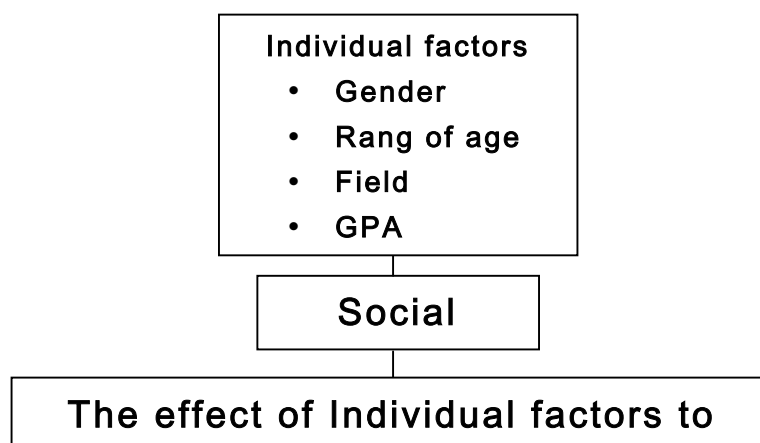 Individual factors
• Gender
• Rang of age
• Field
• GPA
Social
The effect of Individual factors to